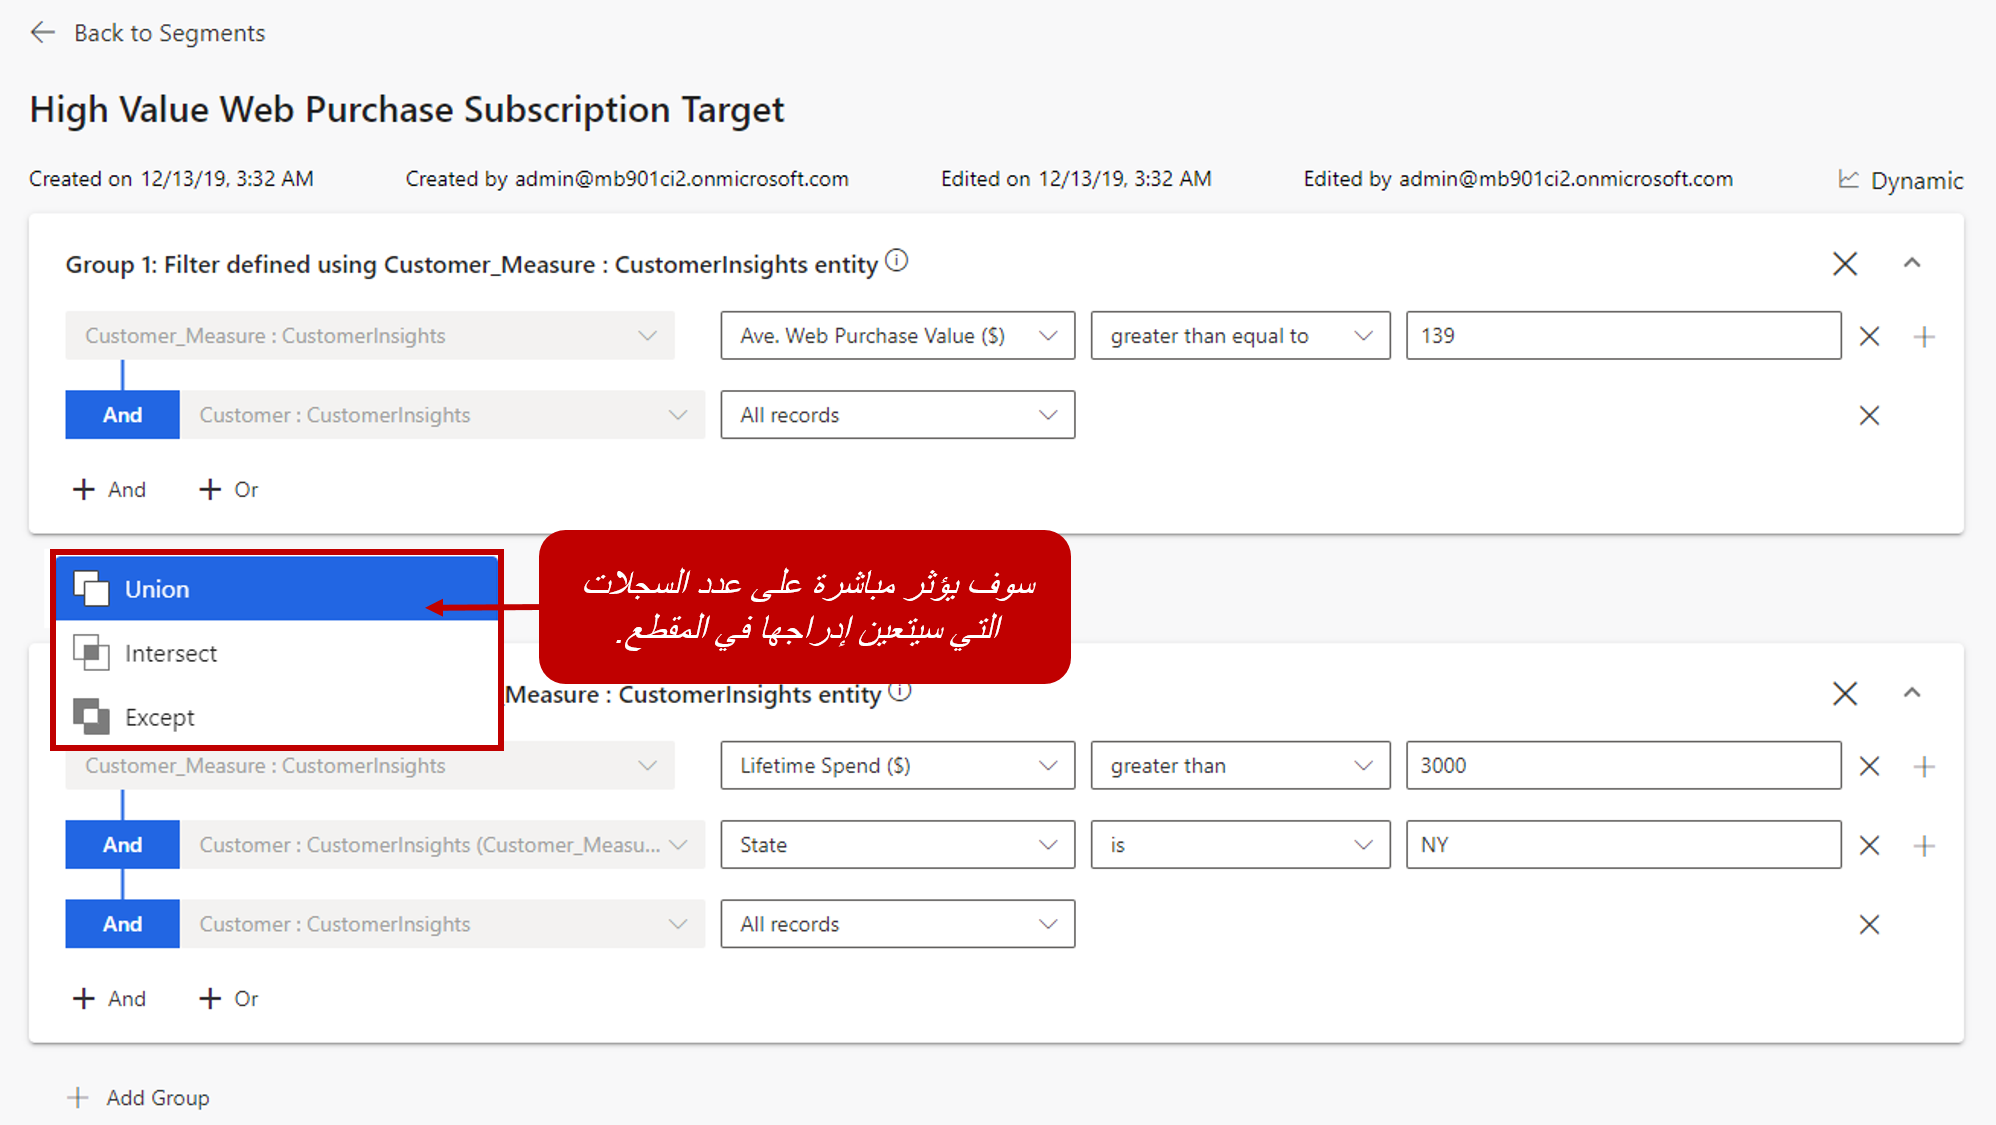 Back to Segments
High Value Web Purchase Subscription Target
Created on 12/13/19, 3:32 AM
Created by admin@mb901ci2.onmicrosoft.com
Edited on 12/13/19, 3:32 AM
Edited by admin@mb901ci2.onmicrosoft.com
Dynamic
Group 1: Filter defined using Customer_Measure : CustomerInsights entity
Customer_Measure : CustomerInsights
Ave. Web Purchase Value ($)
greater than equal to
139
And
Customer : CustomerInsights
All records
And
Or
Union
Intersect
Except
سوف يؤثر مباشرة على عدد السجلات
التي سيتعين إدراجها في المقطع.
_Measure : CustomerInsights entity
Customer_Measure : CustomerInsights
Lifetime Spend ($)
greater than
3000
And
Customer : CustomerInsights (Customer_Measu...
State
is
NY
And
Customer : CustomerInsights
All records
And
Or
Add Group